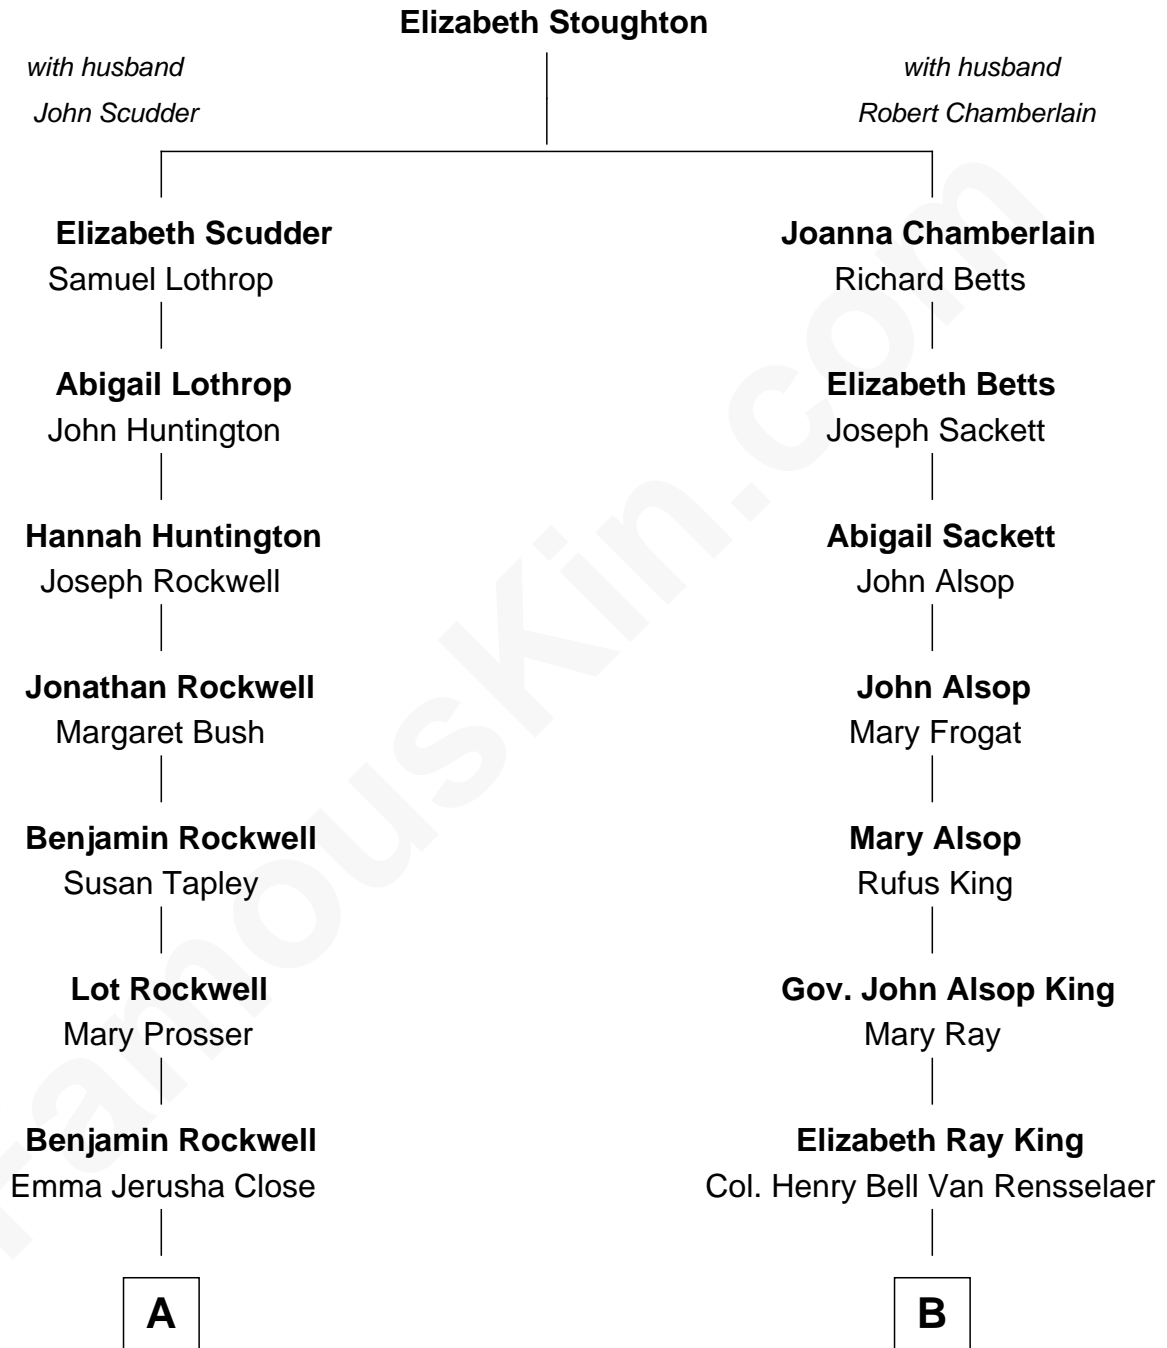 Elizabeth Stoughton
with husband
John Scudder
with husband
Robert Chamberlain
Elizabeth Scudder
Samuel Lothrop
Joanna Chamberlain
Richard Betts
Abigail Lothrop
John Huntington
Elizabeth Betts
Joseph Sackett
Hannah Huntington
Joseph Rockwell
Abigail Sackett
John Alsop
Jonathan Rockwell
Margaret Bush
John Alsop
Mary Frogat
Benjamin Rockwell
Susan Tapley
Mary Alsop
Rufus King
Lot Rockwell
Mary Prosser
Gov. John Alsop King
Mary Ray
Benjamin Rockwell
Emma Jerusha Close
Elizabeth Ray King
Col. Henry Bell Van Rensselaer
A
B
FamousKin.com